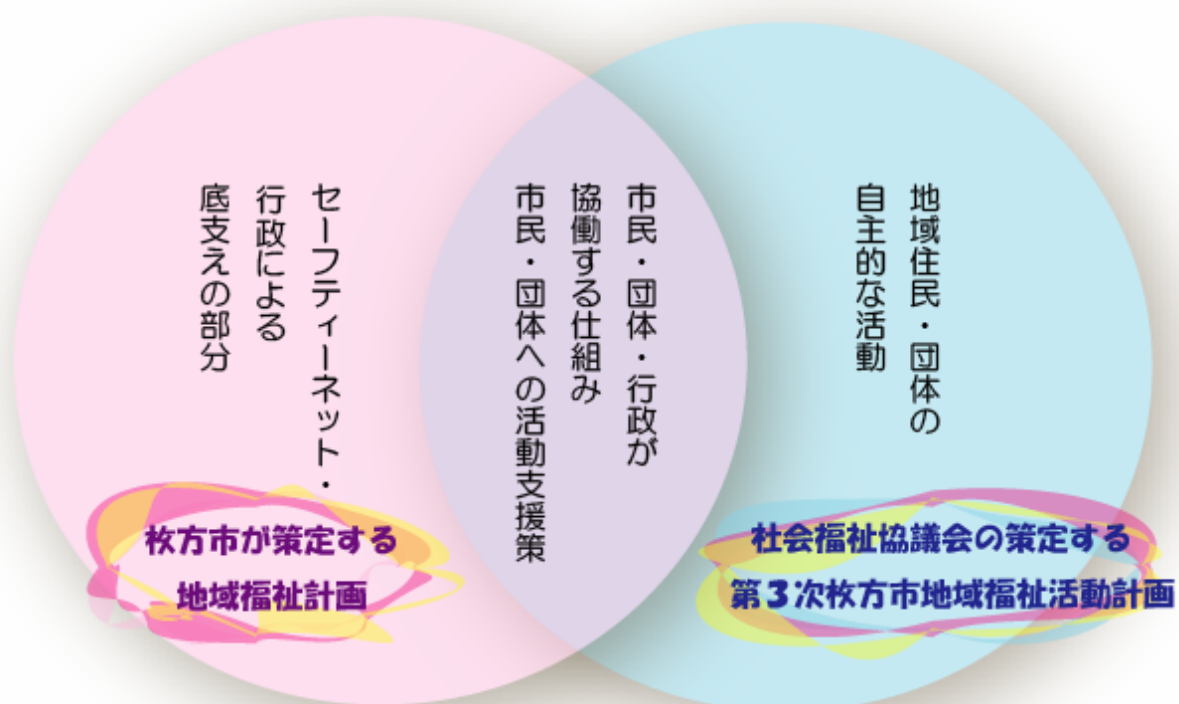 セーフティーネット・
行政による
底支えの部分
枚方市が策定する
地域福祉計画
市民・団体・行政が
協働する仕組み
市民・団体への活動支援策
地域住民・団体の
自主的な活動
社会福祉協議会の策定する
第３次枚方市地域福祉活動計画